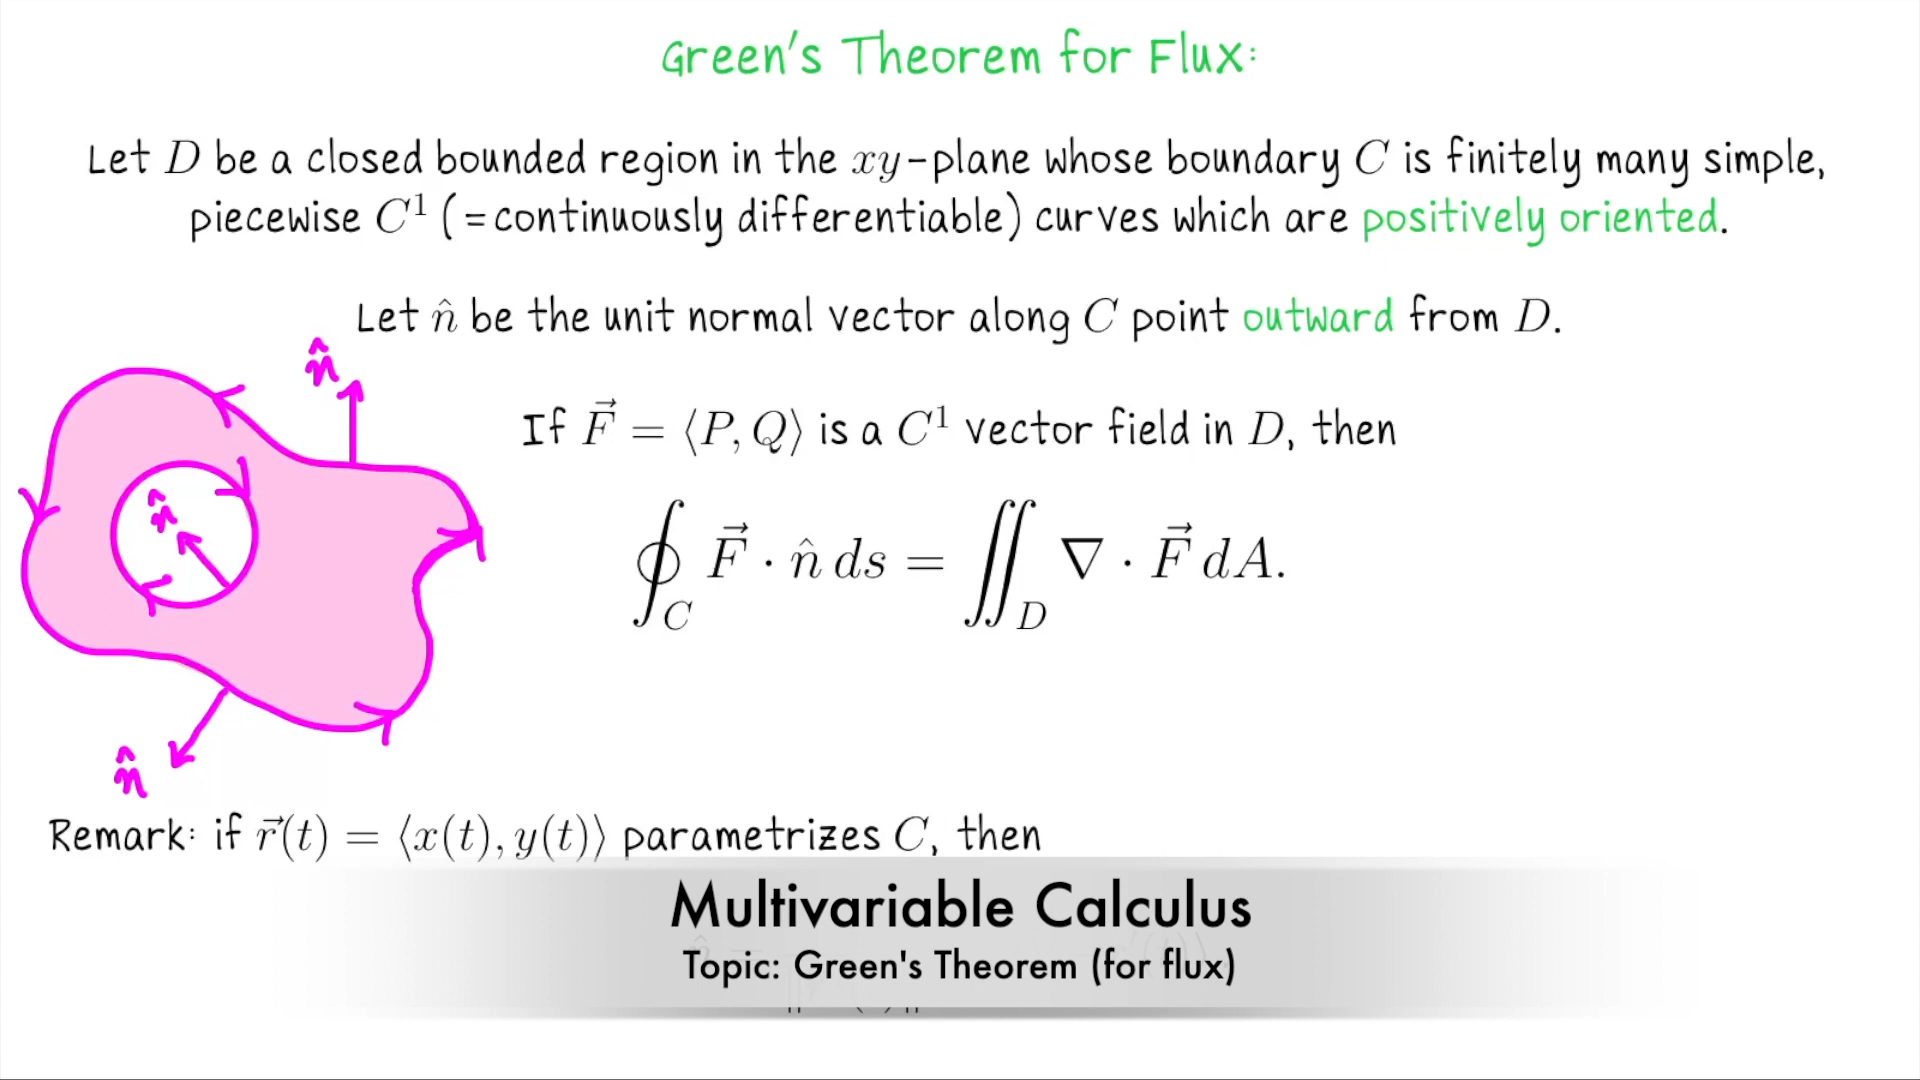 Green's Theorem for Flux:
Let D be a closed bounded region in the xy-plane whose boundary C is finitely many simple,
piecewise C¹ (=continuously differentiable) curves which are positively oriented.
Let n̂ be the unit normal vector along C point outward from D.
n̂
If F⃗ = ⟨P, Q⟩ is a C¹ vector field in D, then
n̂
∮_C F⃗ · n̂ ds = ∬_D ∇ · F⃗ dA.
n̂
Remark: if r⃗(t) = ⟨x(t), y(t)⟩ parametrizes C, then
Multivariable Calculus
Topic: Green's Theorem (for flux)